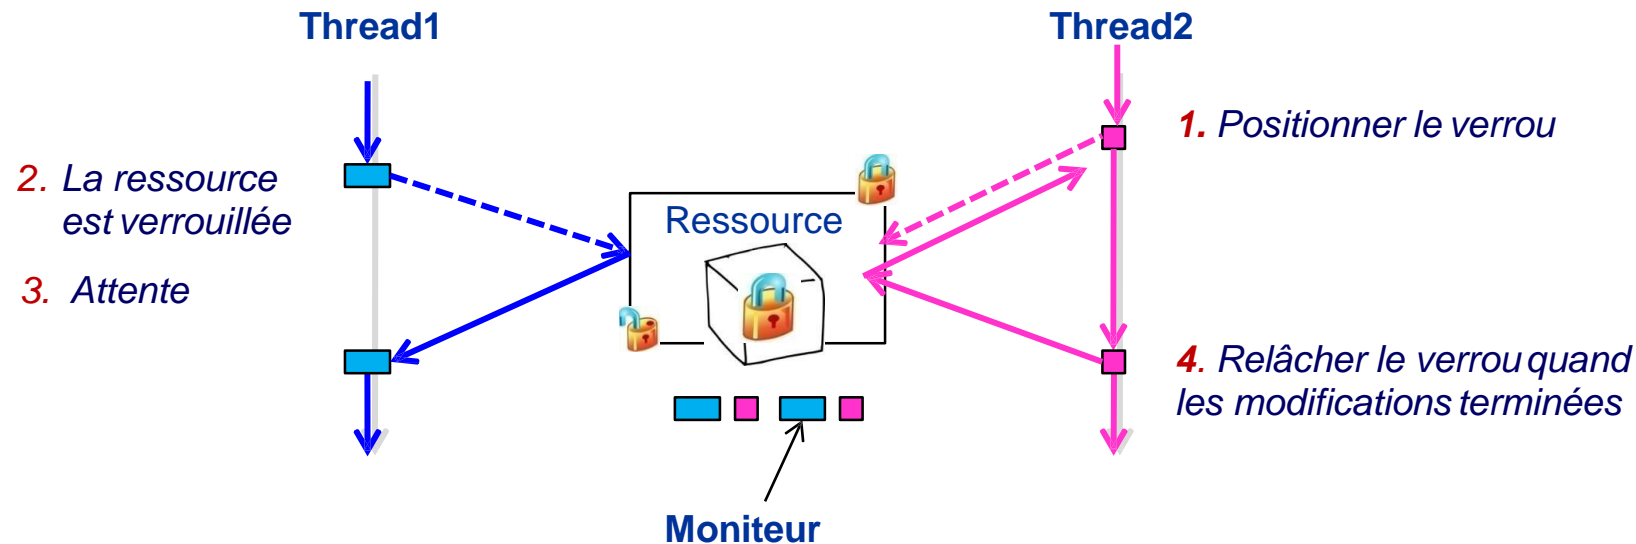 Thread1
Thread2
1. Positionner le verrou
2. La ressource
est verrouillée
Ressource
3. Attente
4. Relâcher le verrou quand
les modifications terminées
Moniteur